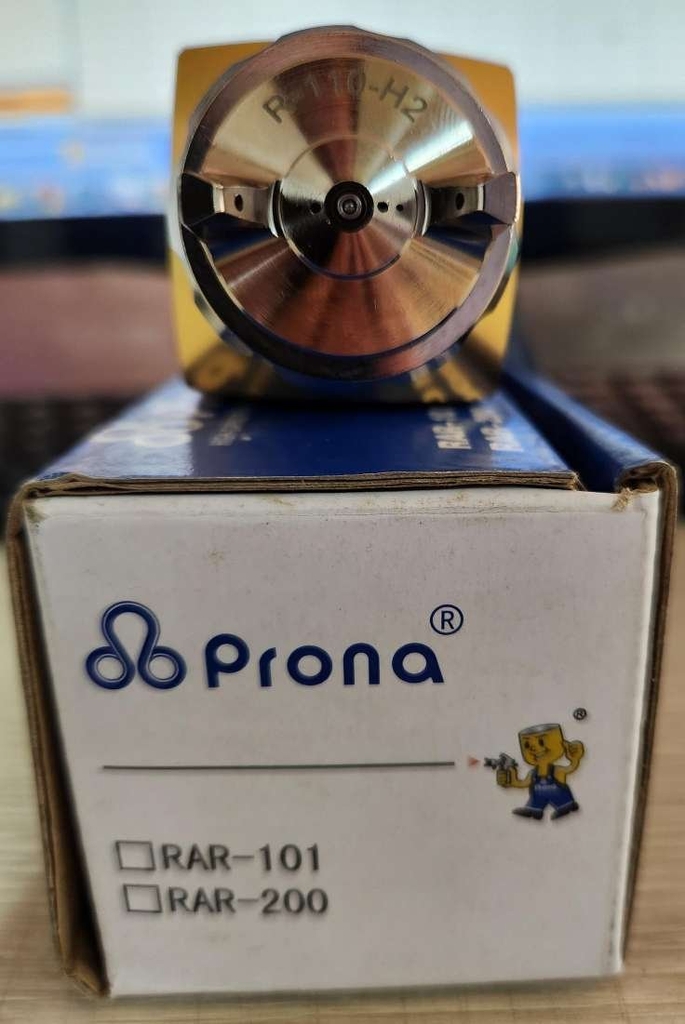 R-110-H2
Prona®
®
RAR-101
RAR-200